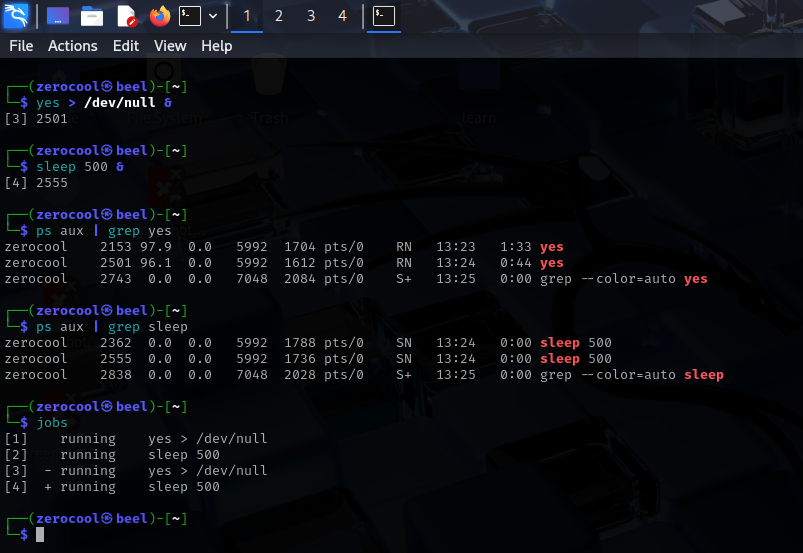 1 2 3 4
File Actions Edit View Help
┌──(zerocool㉿beel)-[~]
└─$ yes > /dev/null &
[3] 2501
┌──(zerocool㉿beel)-[~]
└─$ sleep 500 &
[4] 2555
┌──(zerocool㉿beel)-[~]
└─$ ps aux | grep yes
zerocool    2153 97.9  0.0   5992  1704 pts/0    RN   13:23   1:33 yes
zerocool    2501 96.1  0.0   5992  1612 pts/0    RN   13:24   0:44 yes
zerocool    2743  0.0  0.0   7048  2084 pts/0    S+   13:25   0:00 grep --color=auto yes
┌──(zerocool㉿beel)-[~]
└─$ ps aux | grep sleep
zerocool    2362  0.0  0.0   5992  1788 pts/0    SN   13:24   0:00 sleep 500
zerocool    2555  0.0  0.0   5992  1736 pts/0    SN   13:24   0:00 sleep 500
zerocool    2838  0.0  0.0   7048  2028 pts/0    S+   13:25   0:00 grep --color=auto sleep
┌──(zerocool㉿beel)-[~]
└─$ jobs
[1]    running    yes > /dev/null
[2]    running    sleep 500
[3]  - running    yes > /dev/null
[4]  + running    sleep 500
┌──(zerocool㉿beel)-[~]
└─$